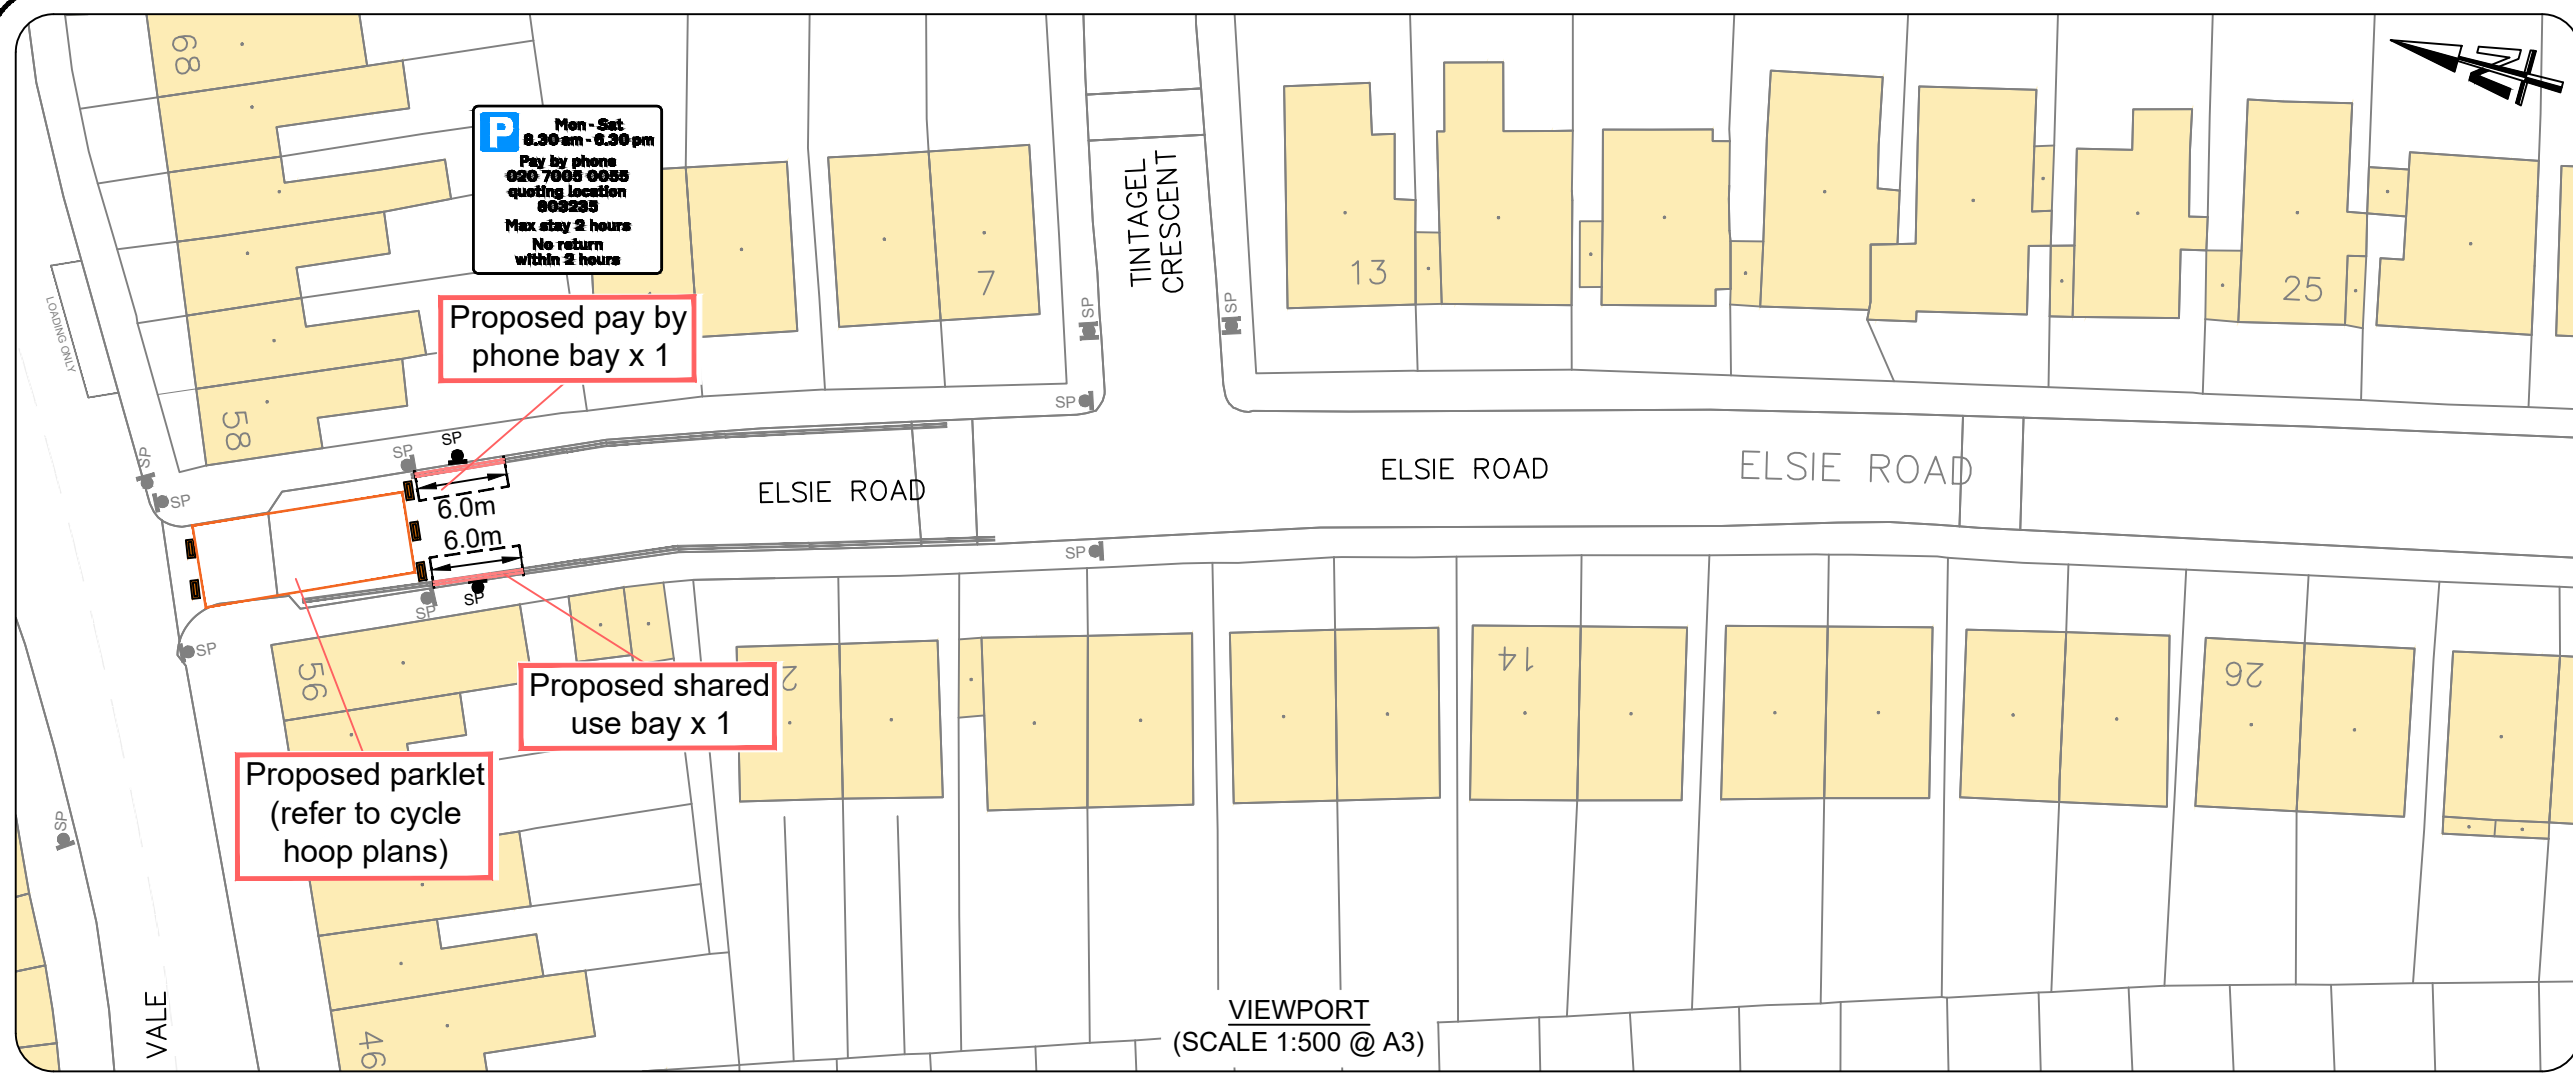 68
P
Mon - Sat
8.30 am - 6.30 pm
Pay by phone
020 7005 0055
quoting location
803235
Max stay 2 hours
No return
within 2 hours
N
TINTAGEL
CRESCENT
7
13
25
LOADING ONLY
Proposed pay by
phone bay x 1
SP
SP
SP
58
SP
SP
SP
SP
6.0m
6.0m
ELSIE ROAD
ELSIE ROAD
ELSIE ROAD
SP
SP
SP
SP
56
Proposed shared
use bay x 1
2
14
26
Proposed parklet
(refer to cycle
hoop plans)
SP
VALE
46
VIEWPORT
(SCALE 1:500 @ A3)